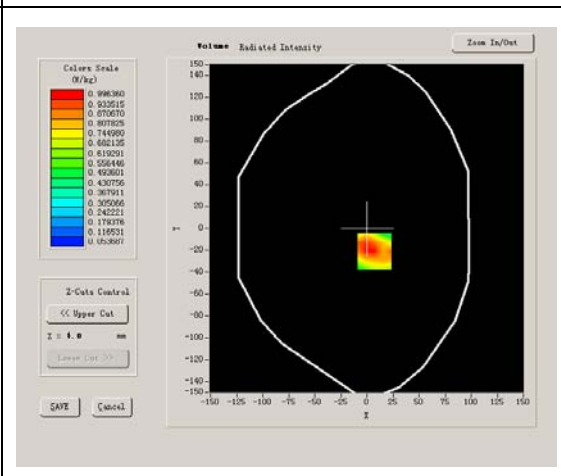 Volume Radiated Intensity
Zoom In/Out
Colors Scale
(W/kg)
0.996360
0.933515
0.870670
0.807825
0.744980
0.682135
0.619291
0.556446
0.493601
0.430756
0.367911
0.305066
0.242221
0.179376
0.116531
0.053687
Z-Cuts Control
<< Upper Cut
Z = 4.0 mm
Lower Cut >>
SAVE Cancel
150
120
100
80
60
40
20
0
-20
-40
-60
-80
-100
-120
-140
-150
Y
-150 -125 -100 -75 -50 -25 0 25 50 75 100 125 150
X